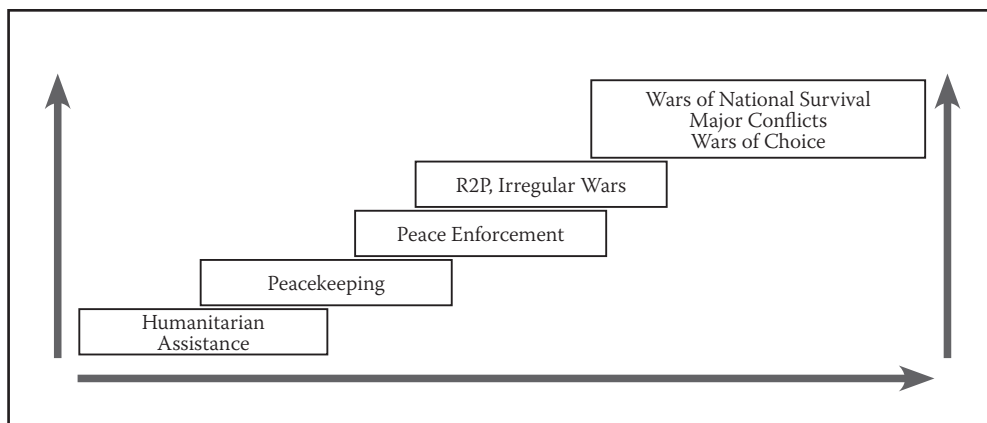 Wars of National Survival
Major Conflicts
Wars of Choice
R2P, Irregular Wars
Peace Enforcement
Peacekeeping
Humanitarian
Assistance